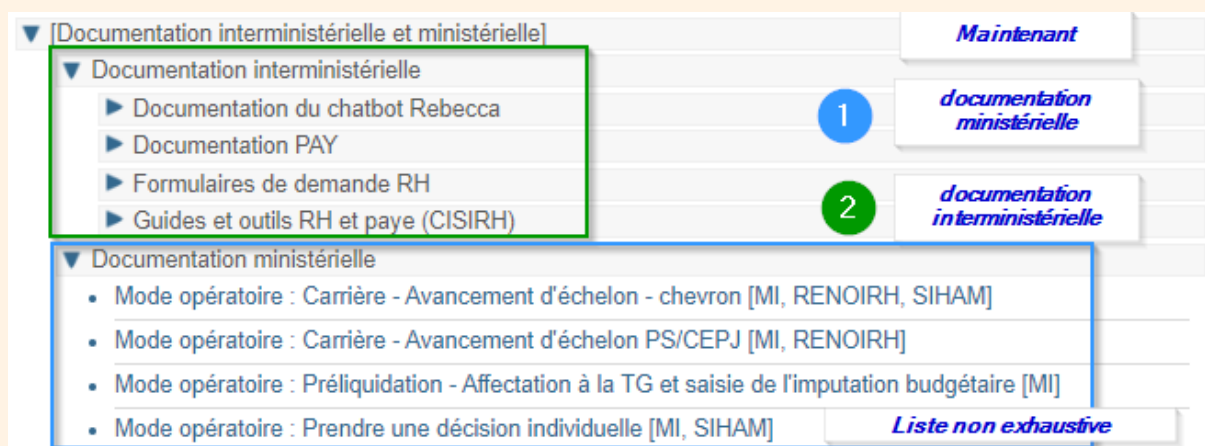 [Documentation interministérielle et ministérielle]
Maintenant
Documentation interministérielle
Documentation du chatbot Rebecca
1
documentation
ministérielle
Documentation PAY
Formulaires de demande RH
2
documentation
interministérielle
Guides et outils RH et paye (CISIRH)
Documentation ministérielle
• Mode opératoire : Carrière - Avancement d'échelon - chevron [MI, RENOIRH, SIHAM]
• Mode opératoire : Carrière - Avancement d'échelon PS/CEPJ [MI, RENOIRH]
• Mode opératoire : Préliquidation - Affectation à la TG et saisie de l'imputation budgétaire [MI]
• Mode opératoire : Prendre une décision individuelle [MI, SIHAM]
Liste non exhaustive